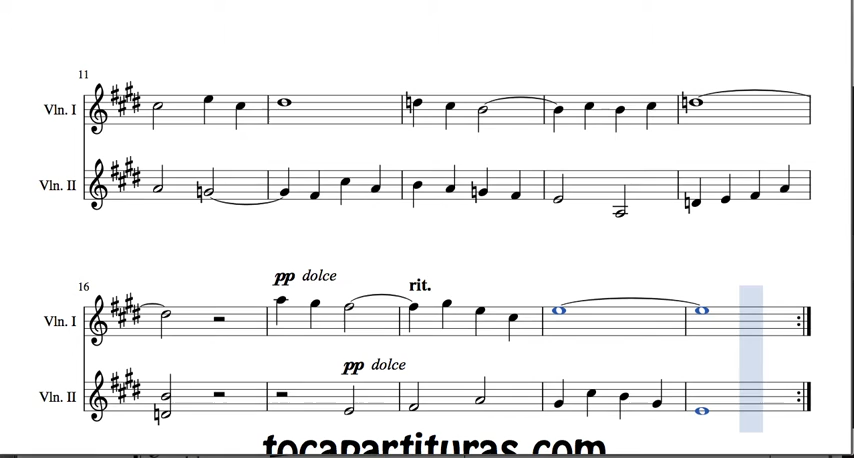 11
Vln. I
Vln. II
pp dolce
16
rit.
Vln. I
pp dolce
Vln. II
tocapartituras.com